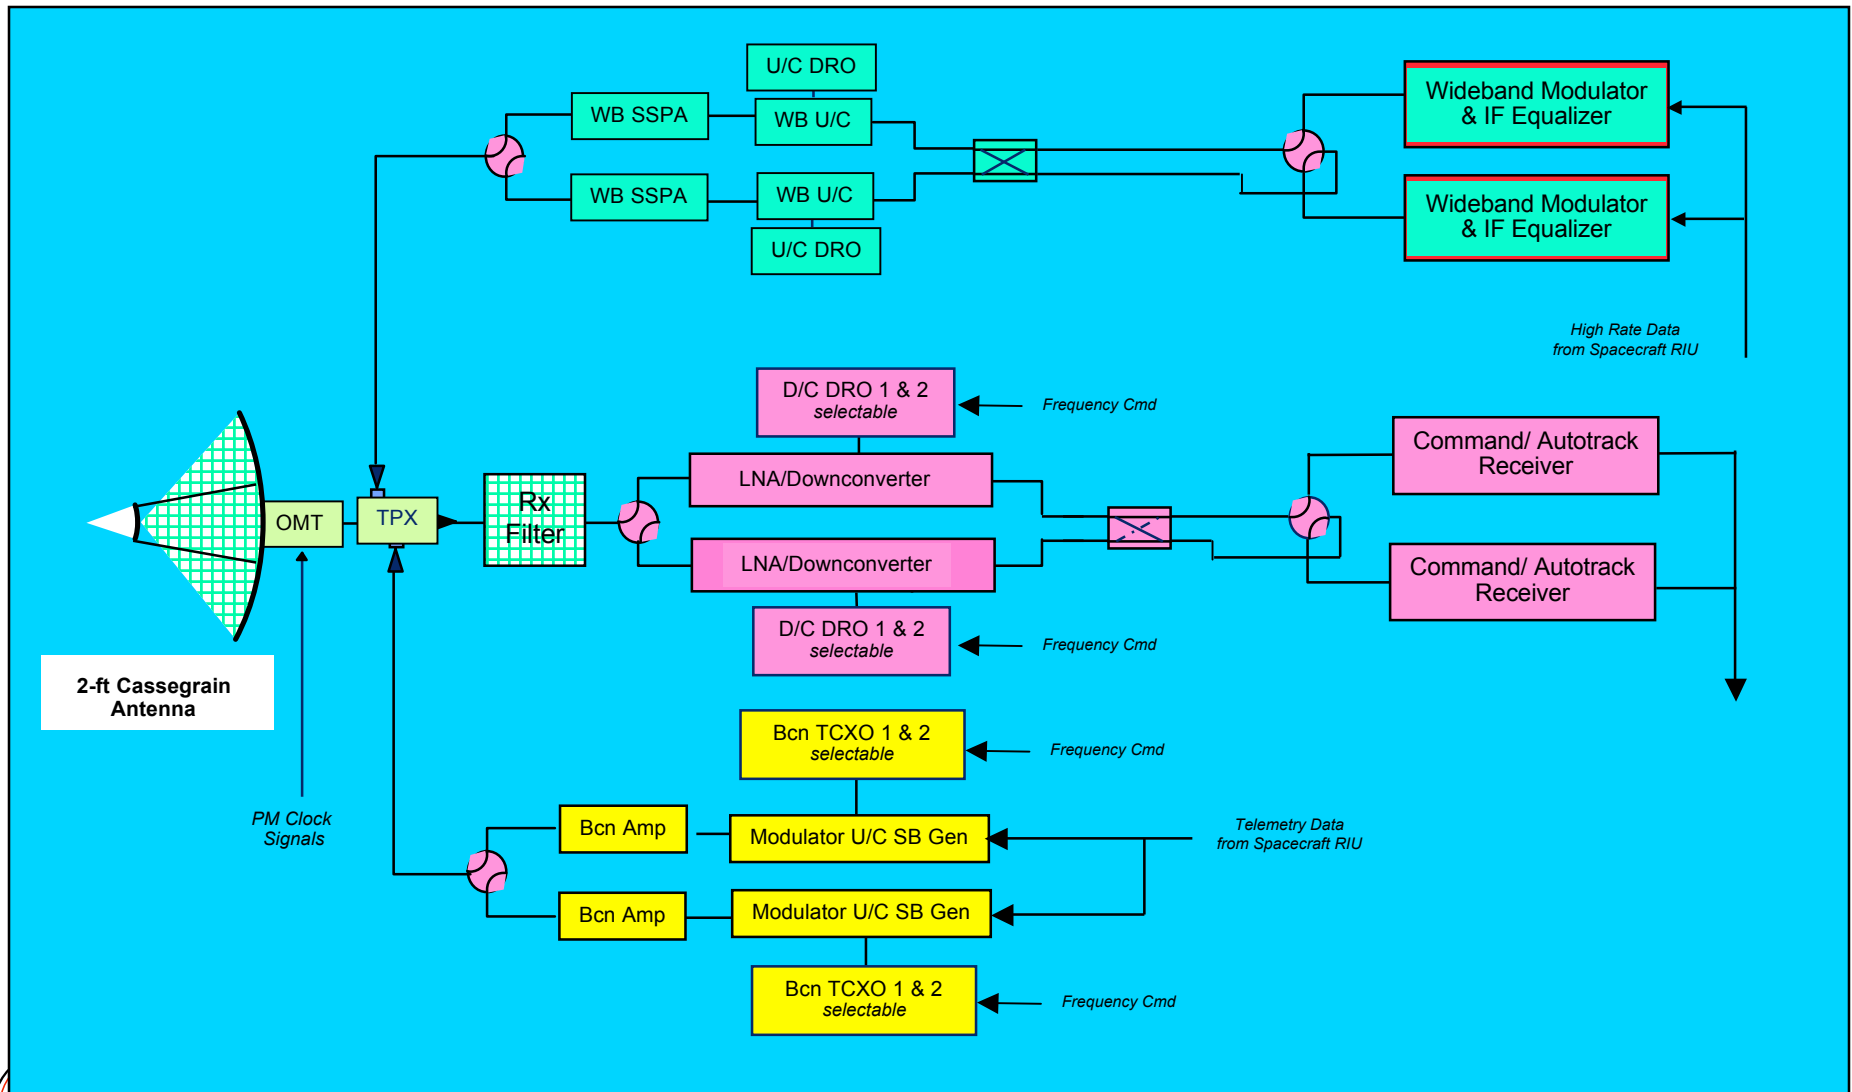 U/C DRO
WB SSPA
WB U/C
Wideband Modulator
& IF Equalizer
WB SSPA
WB U/C
U/C DRO
Wideband Modulator
& IF Equalizer
High Rate Data
from Spacecraft RIU
D/C DRO 1 & 2
selectable
Frequency Cmd
LNA/Downconverter
Command/ Autotrack
Receiver
OMT
TPX
Rx
Filter
LNA/Downconverter
Command/ Autotrack
Receiver
D/C DRO 1 & 2
selectable
Frequency Cmd
2-ft Cassegrain
Antenna
Bcn TCXO 1 & 2
selectable
Frequency Cmd
PM Clock
Signals
Bcn Amp
Modulator U/C SB Gen
Telemetry Data
from Spacecraft RIU
Bcn Amp
Modulator U/C SB Gen
Bcn TCXO 1 & 2
selectable
Frequency Cmd